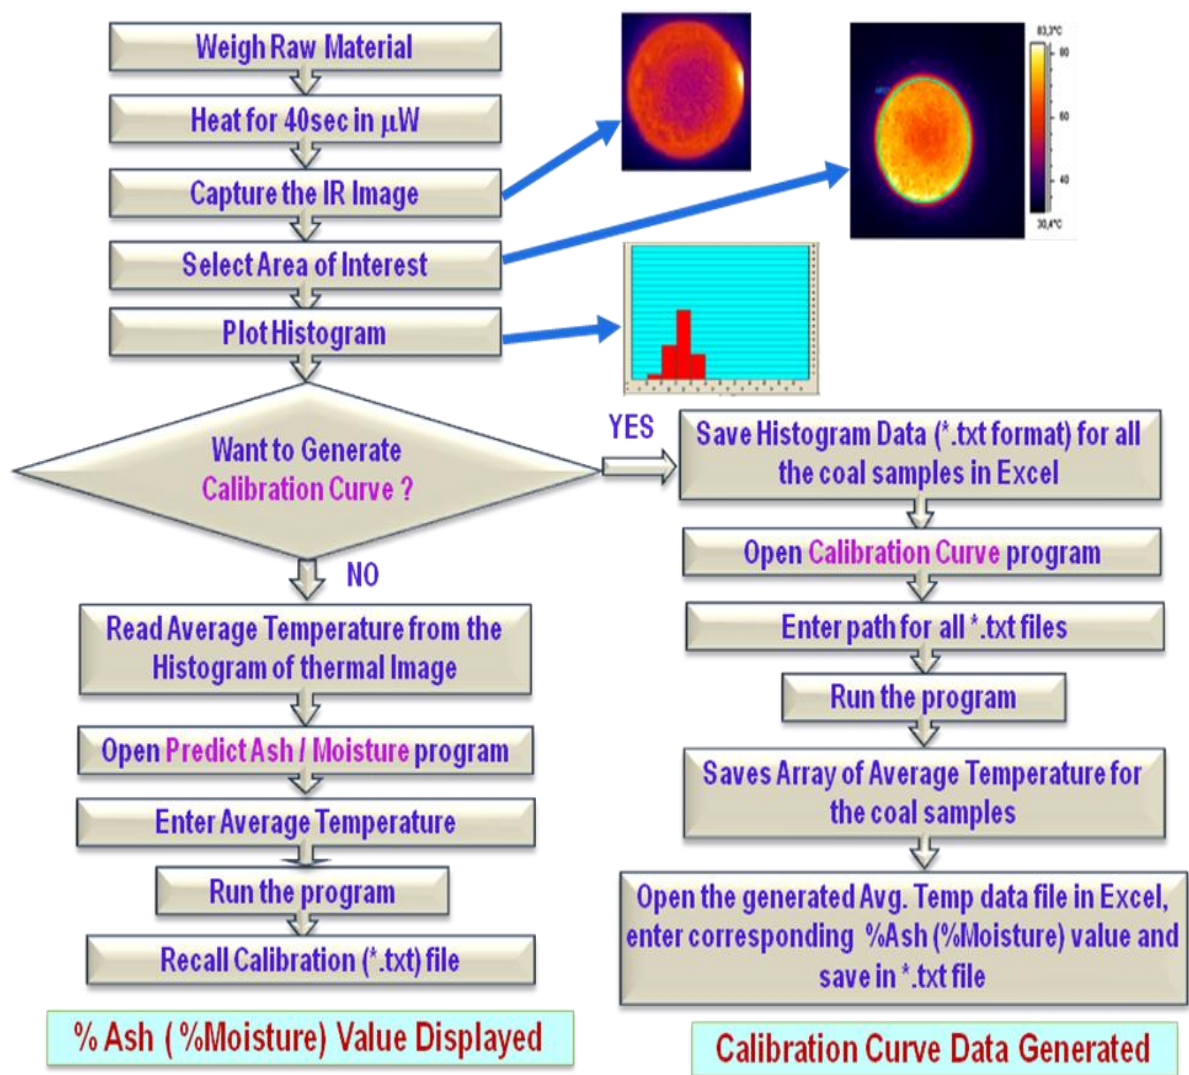 Weigh Raw Material
Heat for 40sec in μW
Capture the IR Image
Select Area of Interest
Plot Histogram
83,3°C
80
60
40
30,4°C
Want to Generate
Calibration Curve ?
YES
NO
Read Average Temperature from the
Histogram of thermal Image
Open Predict Ash / Moisture program
Enter Average Temperature
Run the program
Recall Calibration (*.txt) file
% Ash ( %Moisture) Value Displayed
Save Histogram Data (*.txt format) for all
the coal samples in Excel
Open Calibration Curve program
Enter path for all *.txt files
Run the program
Saves Array of Average Temperature for
the coal samples
Open the generated Avg. Temp data file in Excel,
enter corresponding %Ash (%Moisture) value and
save in *.txt file
Calibration Curve Data Generated